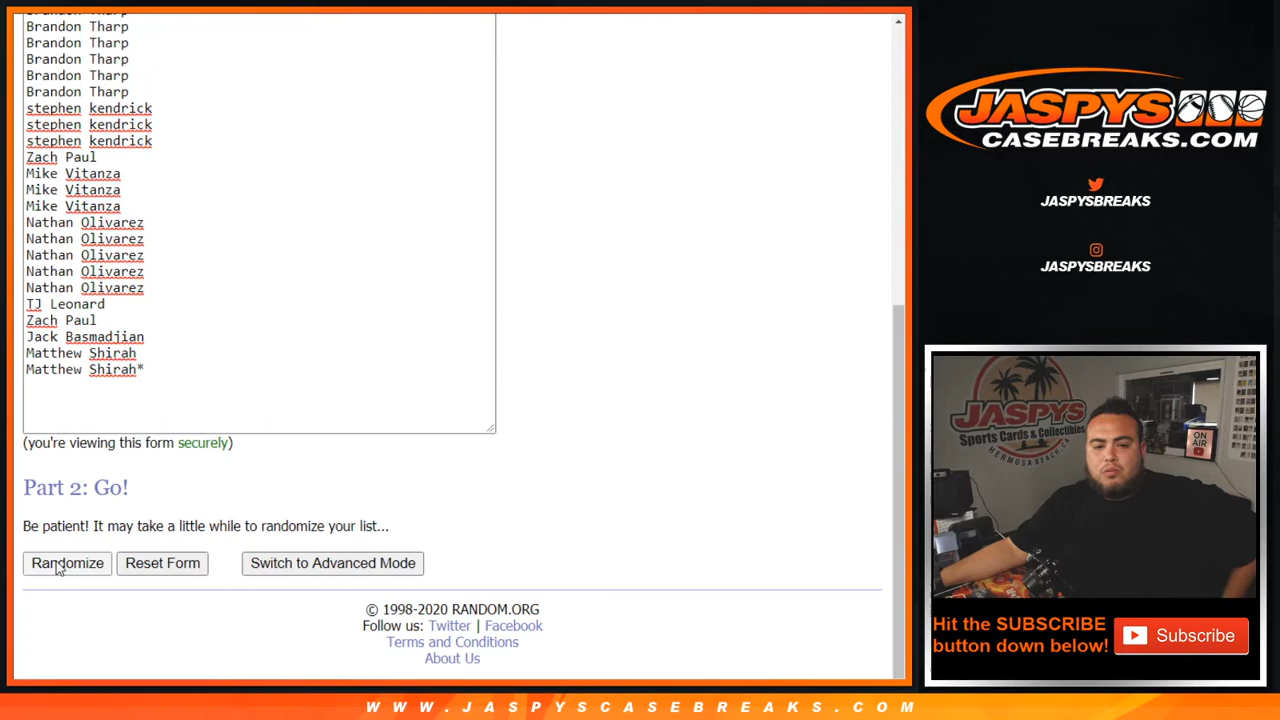 Brandon Tharp
Brandon Tharp
Brandon Tharp
Brandon Tharp
Brandon Tharp
Brandon Tharp
stephen kendrick
stephen kendrick
stephen kendrick
Zach Paul
Mike Vitanza
Mike Vitanza
Mike Vitanza
Nathan Olivarez
Nathan Olivarez
Nathan Olivarez
Nathan Olivarez
Nathan Olivarez
TJ Leonard
Zach Paul
Jack Basmadjian
Matthew Shirah
Matthew Shirah*
(you're viewing this form securely)
Part 2: Go!
Be patient! It may take a little while to randomize your list...
Randomize
Reset Form
Switch to Advanced Mode
© 1998-2020 RANDOM.ORG
Follow us: Twitter | Facebook
Terms and Conditions
About Us
JASPYS
CASEBREAKS.COM
JASPYSBREAKS
JASPYSBREAKS
JASPYS
Sports Cards & Collectibles
HERMOSA BEACH, CA
ON AIR
Hit the SUBSCRIBE
button down below!
Subscribe
WWW.JASPYSCASEBREAKS.COM